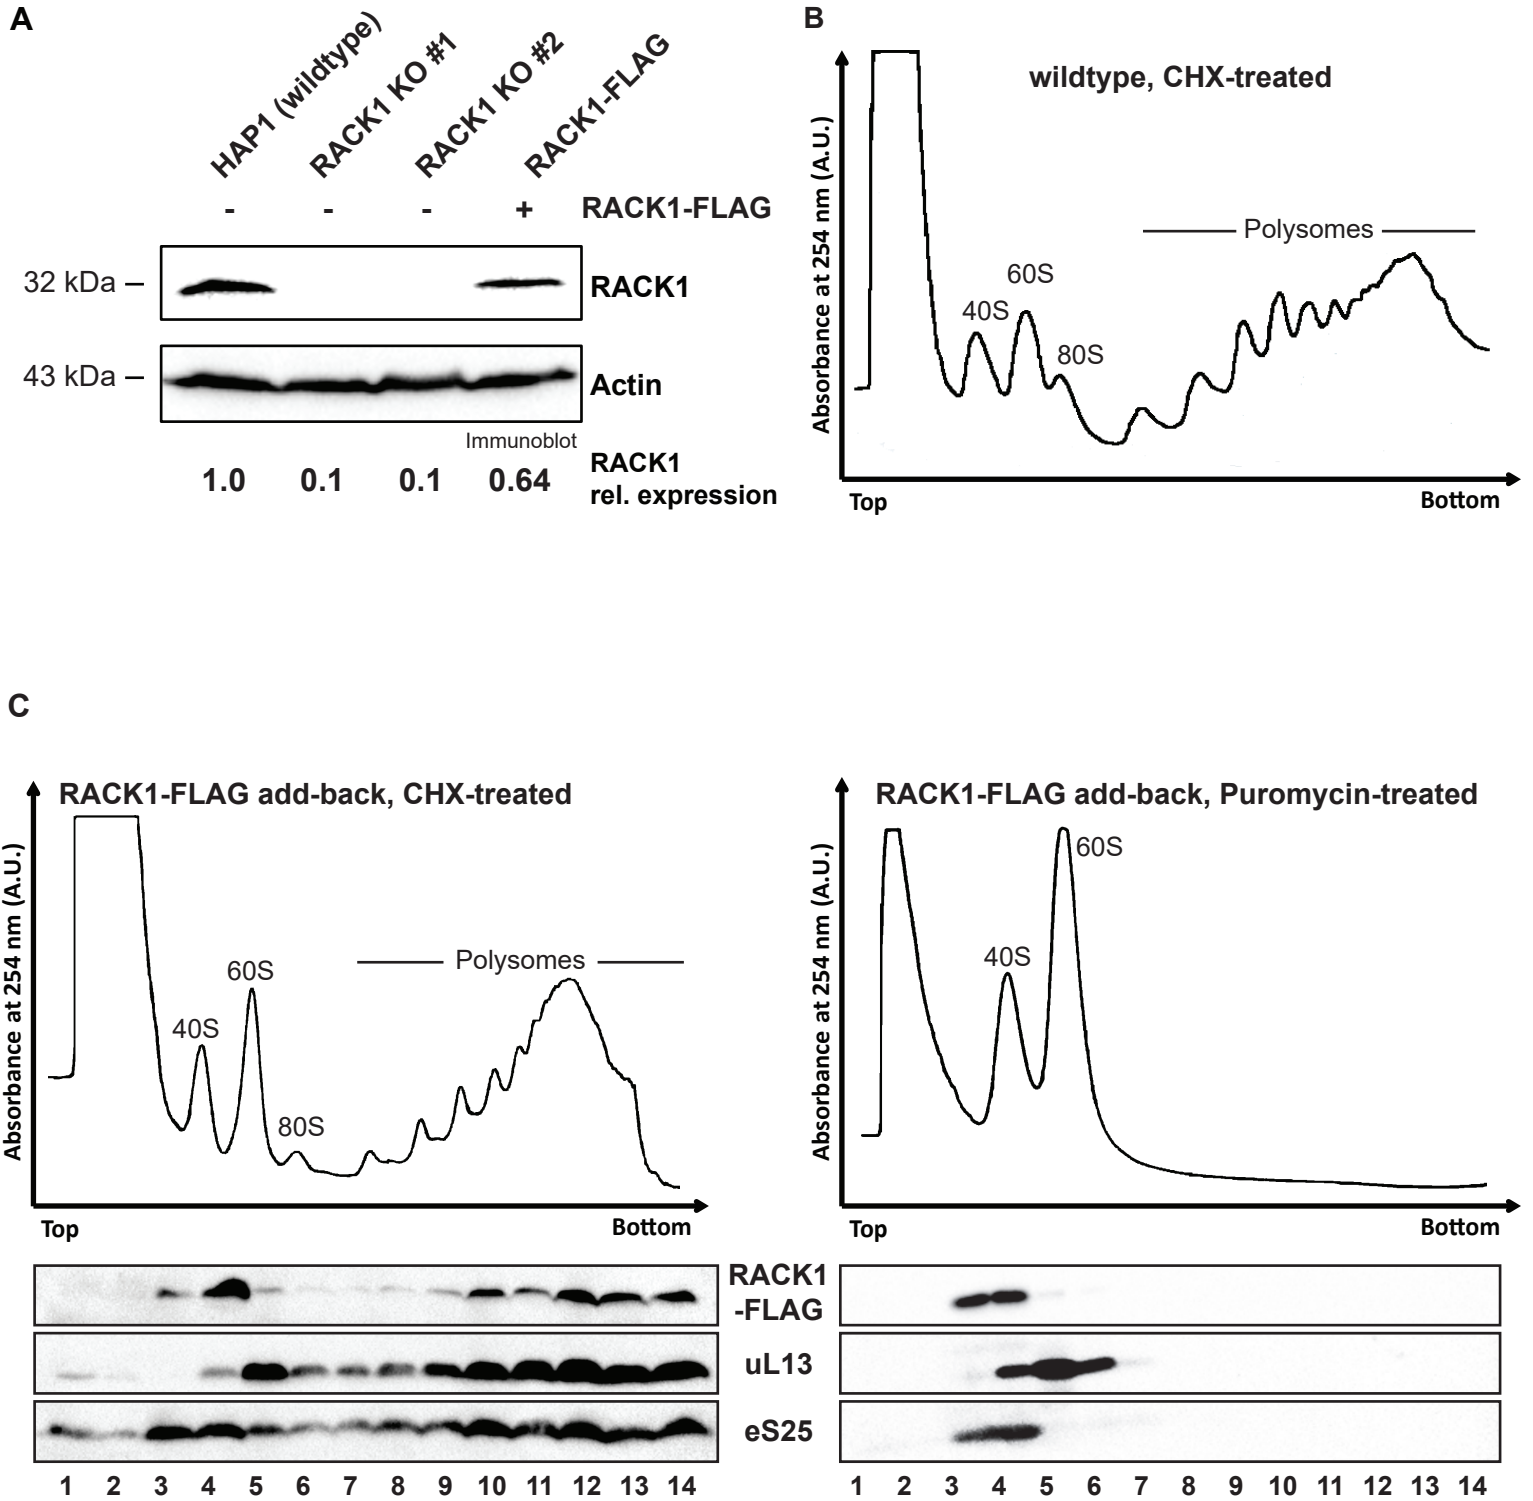 A
HAP1 (wildtype)
RACK1 KO #1
RACK1 KO #2
RACK1-FLAG
- - - + RACK1-FLAG
32 kDa
RACK1
43 kDa
Actin
Immunoblot
1.0 0.1 0.1 0.64
RACK1
rel. expression
B
wildtype, CHX-treated
Absorbance at 254 nm (A.U.)
Polysomes
60S
40S
80S
Top
Bottom
C
RACK1-FLAG add-back, CHX-treated
Absorbance at 254 nm (A.U.)
Polysomes
60S
40S
80S
Top
Bottom
RACK1-FLAG add-back, Puromycin-treated
Absorbance at 254 nm (A.U.)
60S
40S
Top
Bottom
RACK1
-FLAG
uL13
eS25
1 2 3 4 5 6 7 8 9 10 11 12 13 14
1 2 3 4 5 6 7 8 9 10 11 12 13 14